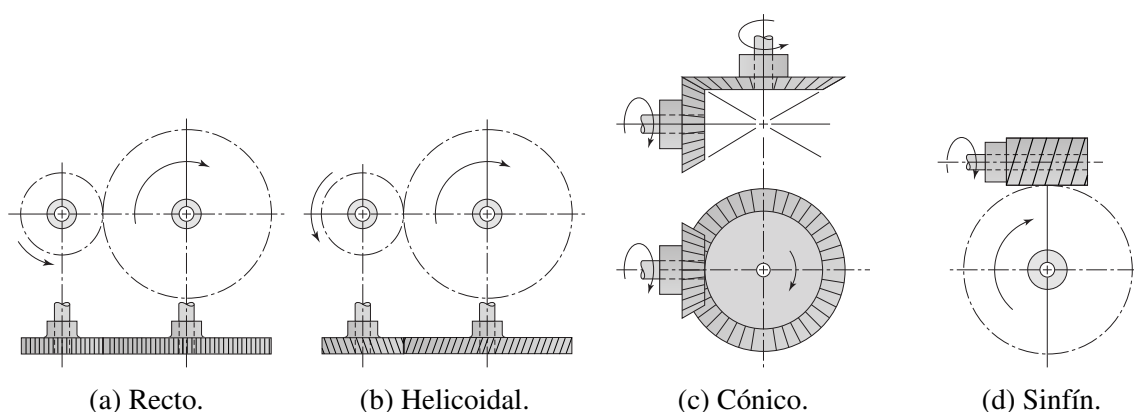 (a) Recto.
(b) Helicoidal.
(c) Cónico.
(d) Sinfín.